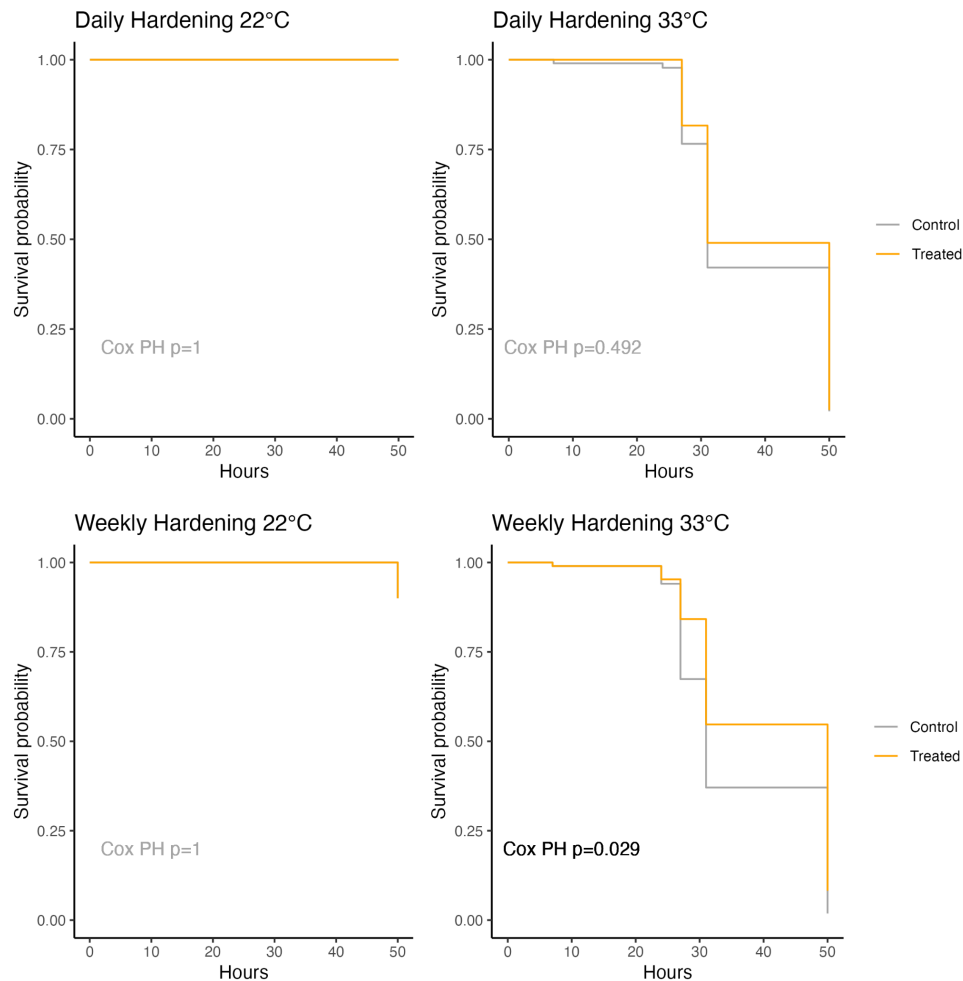 Daily Hardening 22°C
Survival probability
1.00
0.75
0.50
0.25
0.00
Cox PH p=1
0 10 20 30 40 50
Hours
Daily Hardening 33°C
Survival probability
1.00
0.75
0.50
0.25
0.00
Cox PH p=0.492
0 10 20 30 40 50
Hours
Control
Treated
Weekly Hardening 22°C
Survival probability
1.00
0.75
0.50
0.25
0.00
Cox PH p=1
0 10 20 30 40 50
Hours
Weekly Hardening 33°C
Survival probability
1.00
0.75
0.50
0.25
0.00
Cox PH p=0.029
0 10 20 30 40 50
Hours
Control
Treated